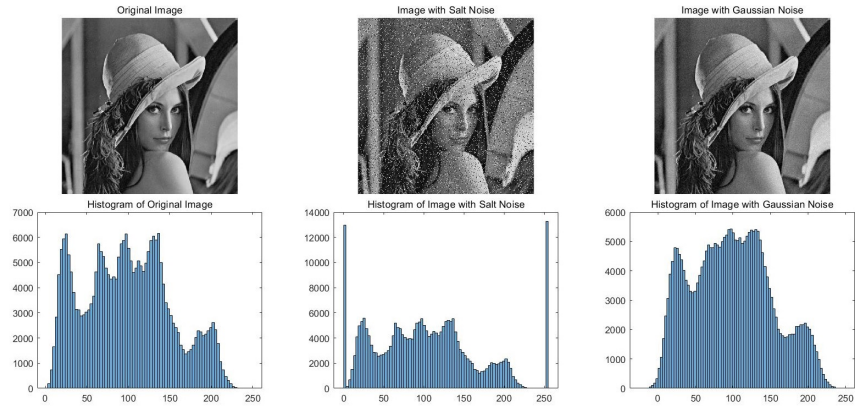 Original Image
Image with Salt Noise
Image with Gaussian Noise
Histogram of Original Image
Histogram of Image with Salt Noise
Histogram of Image with Gaussian Noise
7000
6000
5000
4000
3000
2000
1000
0
0 50 100 150 200 250
14000
12000
10000
8000
6000
4000
2000
0
0 50 100 150 200 250
6000
5000
4000
3000
2000
1000
0
0 50 100 150 200 250